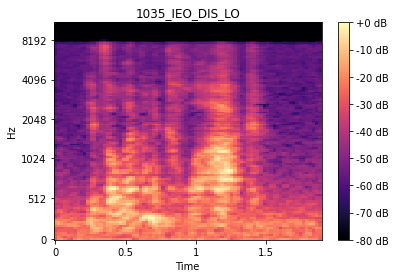 1035_IEO_DIS_LO
8192
4096
2048
1024
512
0
Hz
0
0.5
1
1.5
Time
+0 dB
-10 dB
-20 dB
-30 dB
-40 dB
-50 dB
-60 dB
-70 dB
-80 dB